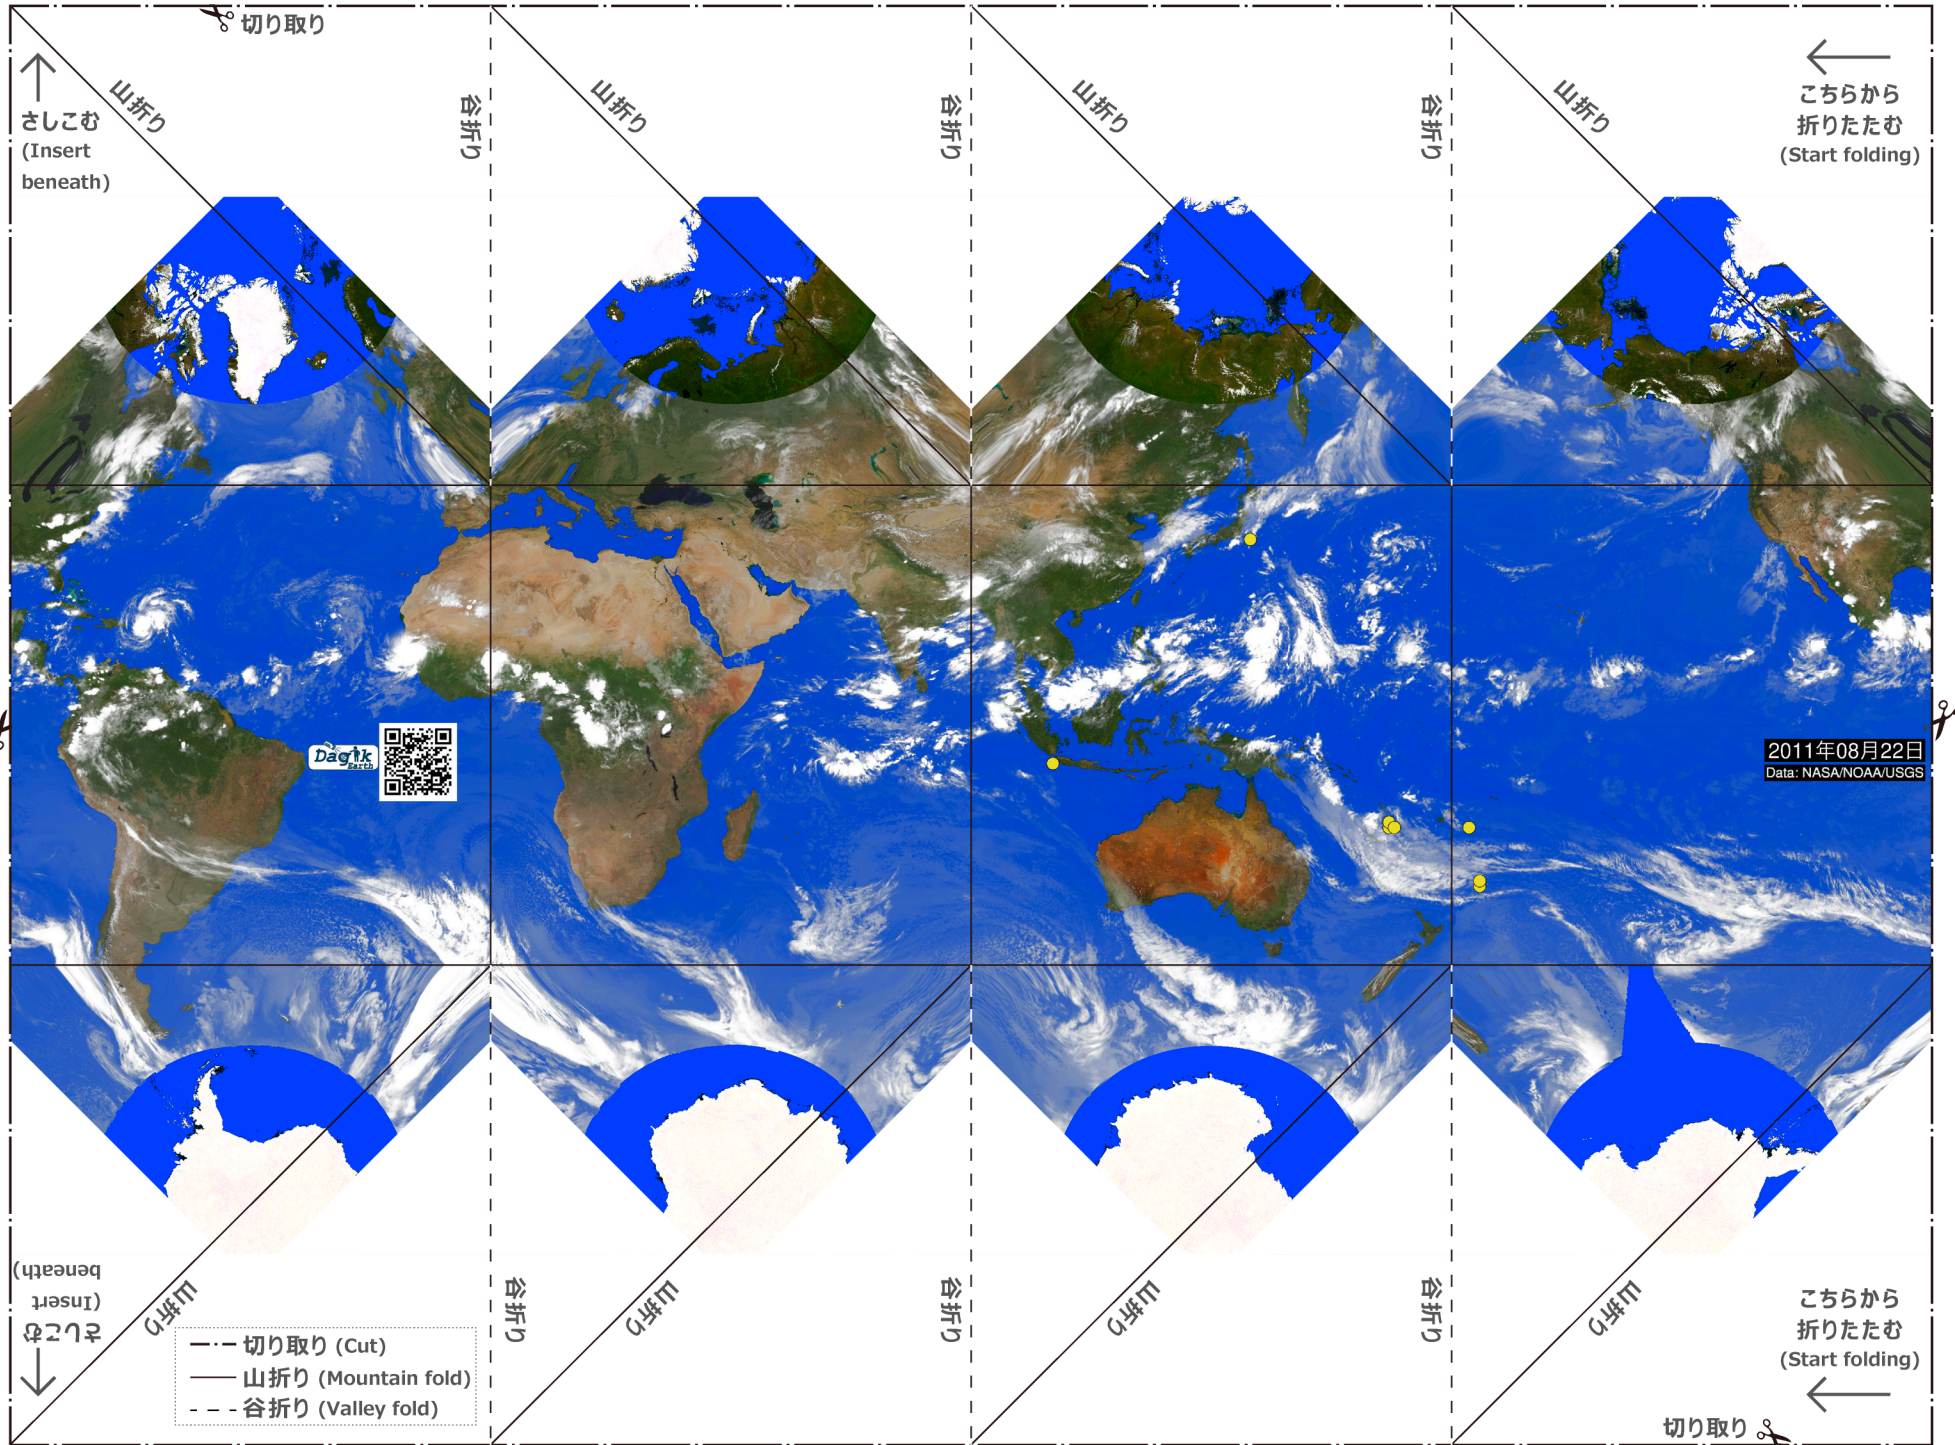 切り取り
さしこむ
(Insert
beneath)
山折り
谷折り
山折り
谷折り
山折り
谷折り
山折り
こちらから
折りたたむ
(Start folding)
Dagik
Earth
2011年08月22日
Data: NASA/NOAA/USGS
さしこむ
(Insert
beneath)
山折り
谷折り
山折り
谷折り
山折り
谷折り
山折り
こちらから
折りたたむ
(Start folding)
切り取り (Cut)
山折り (Mountain fold)
谷折り (Valley fold)
切り取り